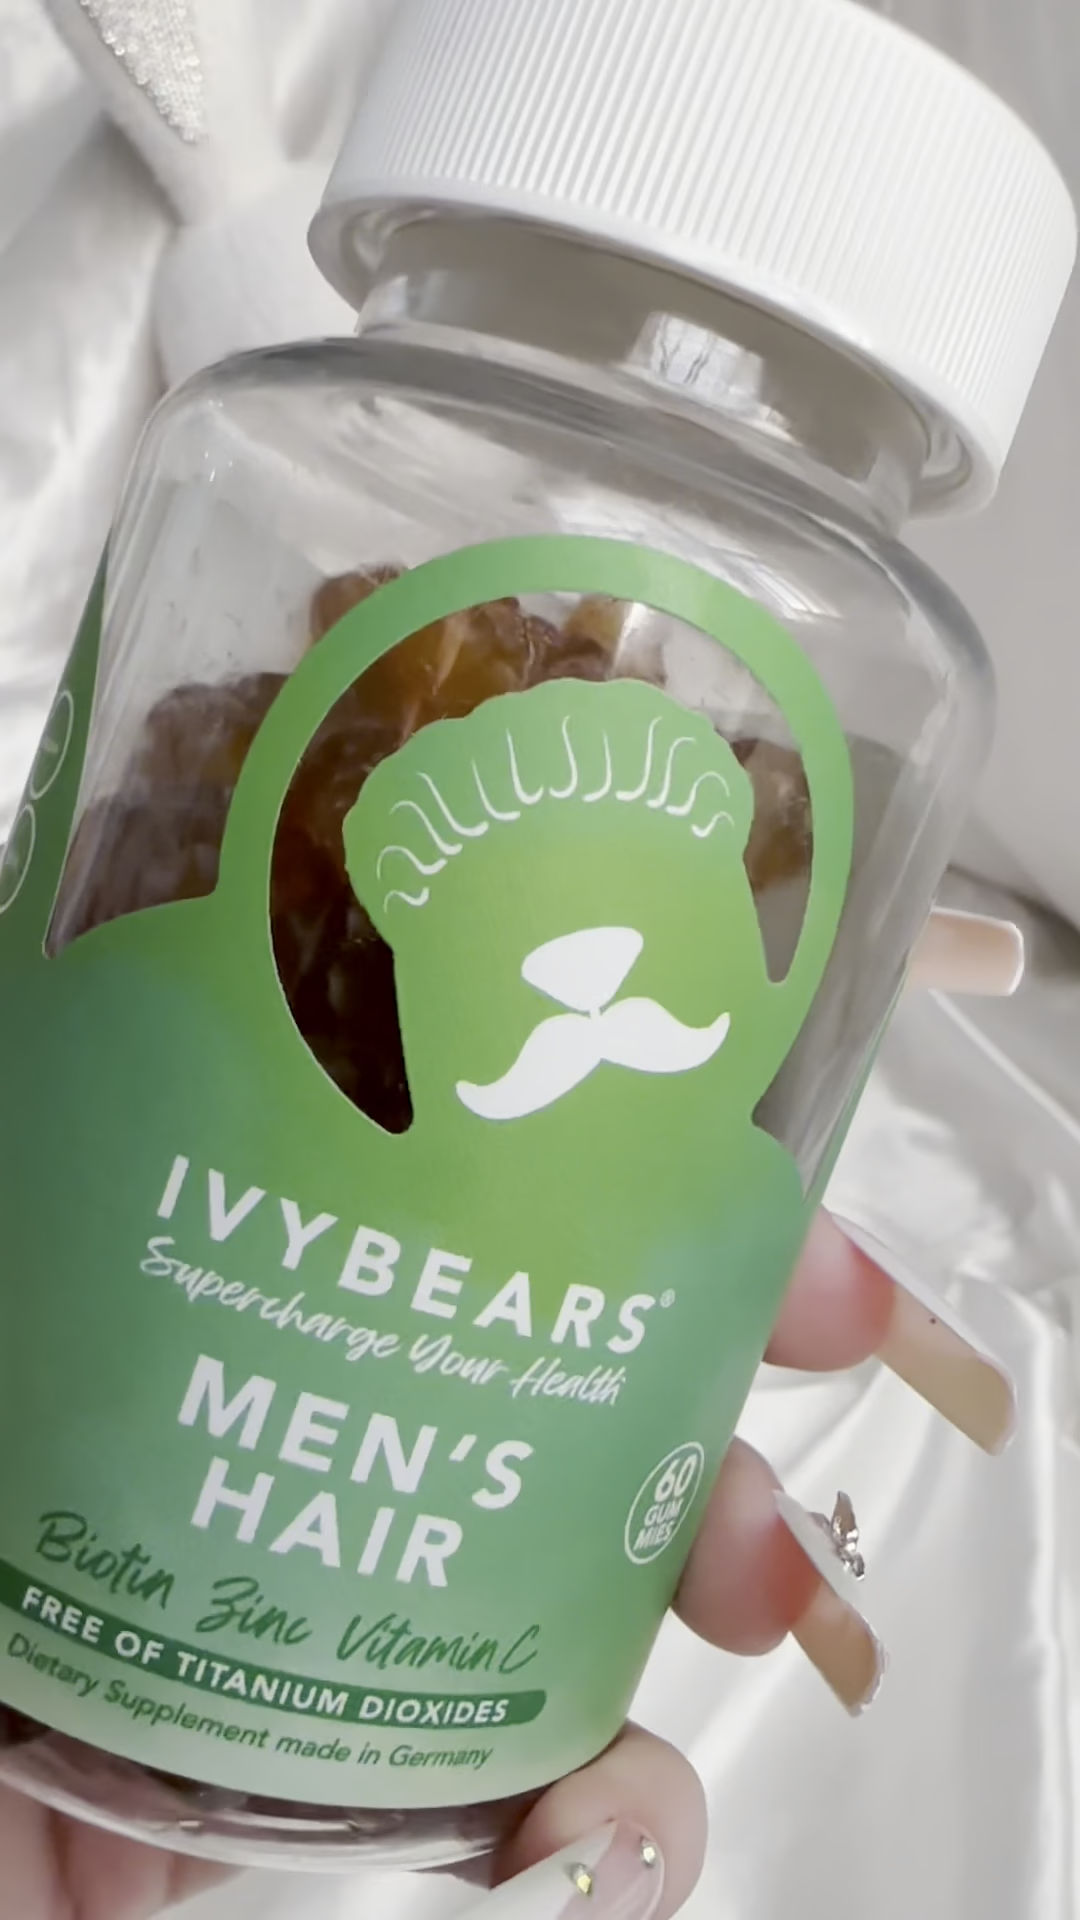 IVYBEARS®
Supercharge Your Health
MEN'S
HAIR
60
GUM
MIES
Biotin Zinc Vitamin C
FREE OF TITANIUM DIOXIDES
Dietary Supplement made in Germany